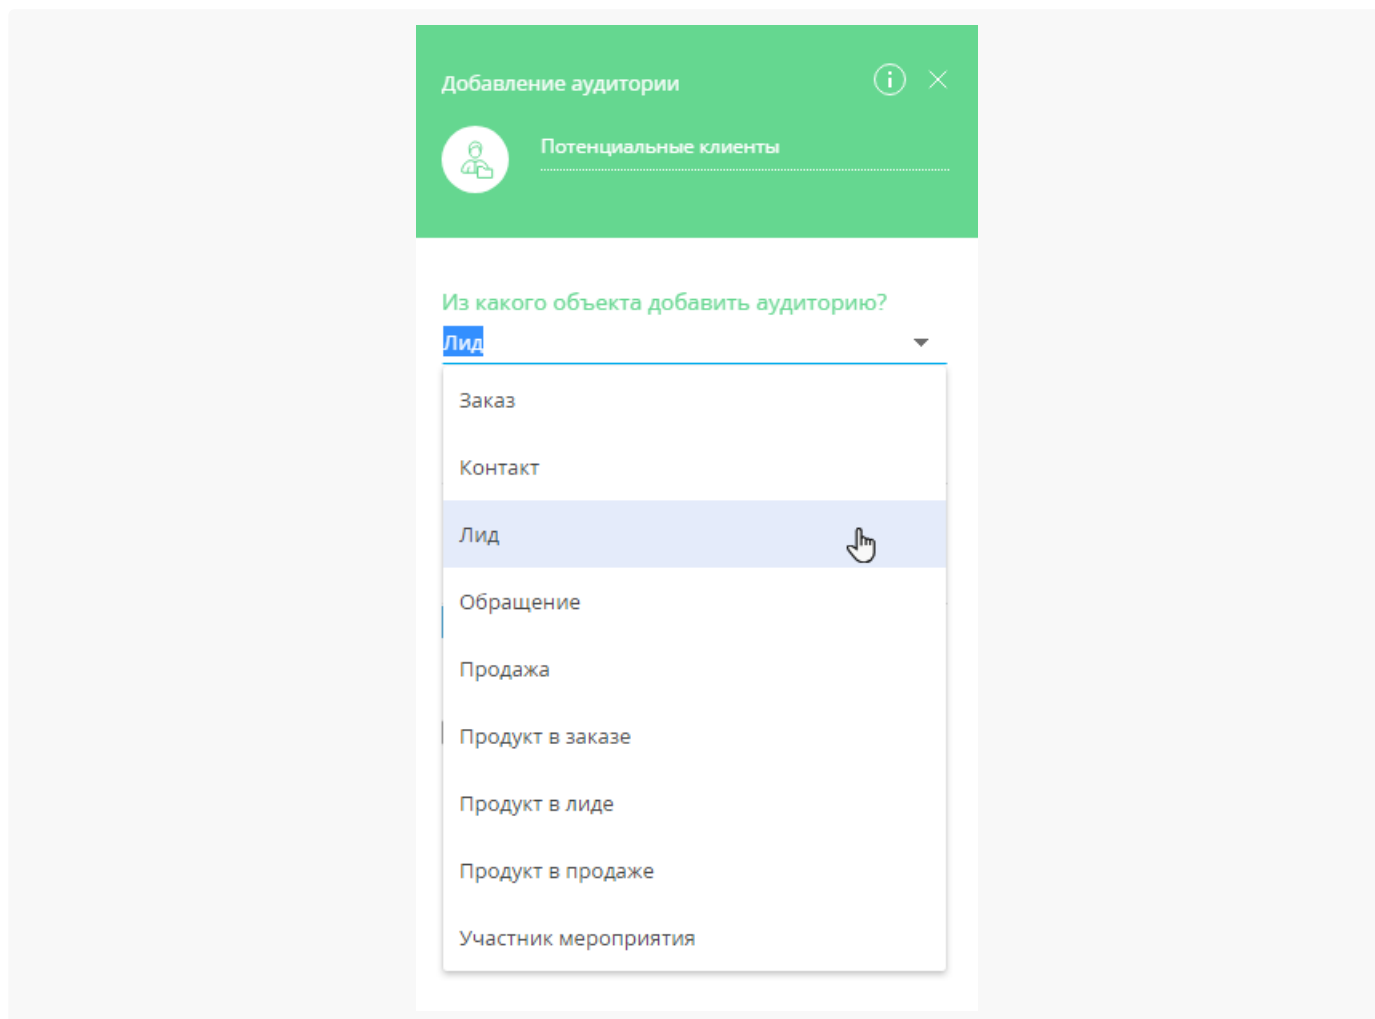 Добавление аудитории
Потенциальные клиенты
Из какого объекта добавить аудиторию?
Лид
Заказ
Контакт
Лид
Обращение
Продажа
Продукт в заказе
Продукт в лиде
Продукт в продаже
Участник мероприятия